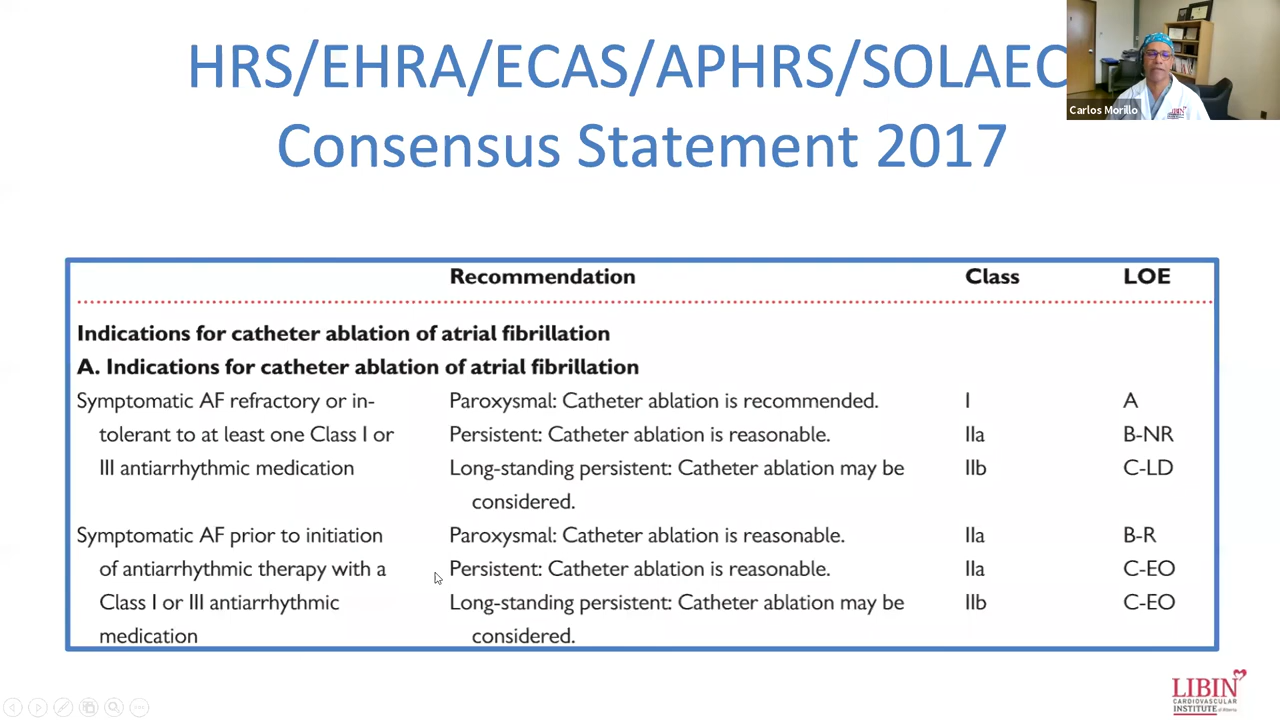 HRS/EHRA/ECAS/APHRS/SOLAEC
Consensus Statement 2017
Carlos Morillo
Recommendation Class LOE
Indications for catheter ablation of atrial fibrillation
A. Indications for catheter ablation of atrial fibrillation
Symptomatic AF refractory or in- Paroxysmal: Catheter ablation is recommended. I A
tolerant to at least one Class I or Persistent: Catheter ablation is reasonable. IIa B-NR
III antiarrhythmic medication Long-standing persistent: Catheter ablation may be IIb C-LD
considered.
Symptomatic AF prior to initiation Paroxysmal: Catheter ablation is reasonable. IIa B-R
of antiarrhythmic therapy with a Persistent: Catheter ablation is reasonable. IIa C-EO
Class I or III antiarrhythmic Long-standing persistent: Catheter ablation may be IIb C-EO
medication considered.
LIBIN
CARDIOVASCULAR
INSTITUTE of Alberta